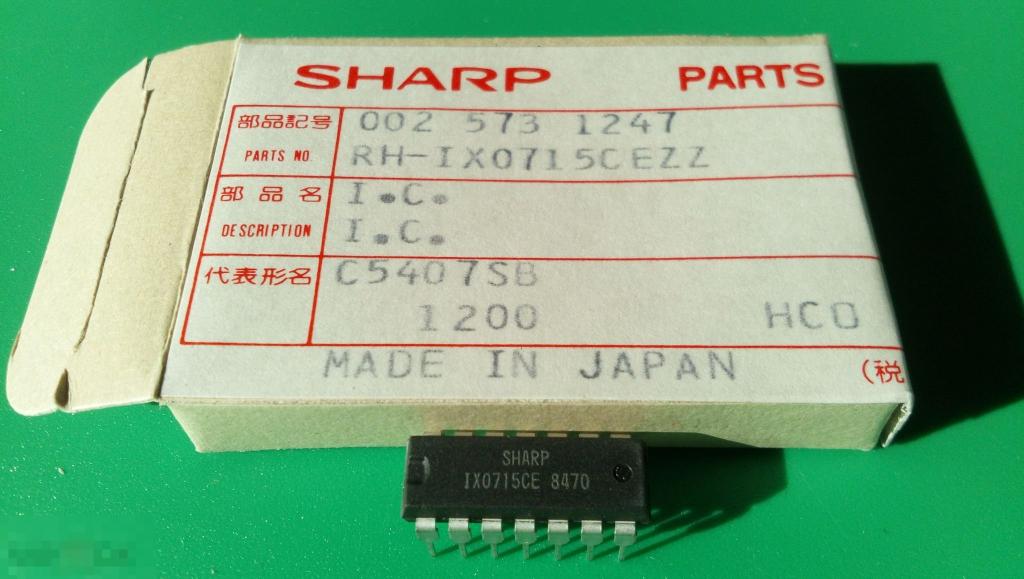 SHARP PARTS
部品記号 002 573 1247
PARTS NO. RH-IX0715CEZZ
部品名 I.C.
DESCRIPTION I.C.
代表形名 C5407SB
1200 HCO
MADE IN JAPAN (税
SHARP
IX0715CE 8470